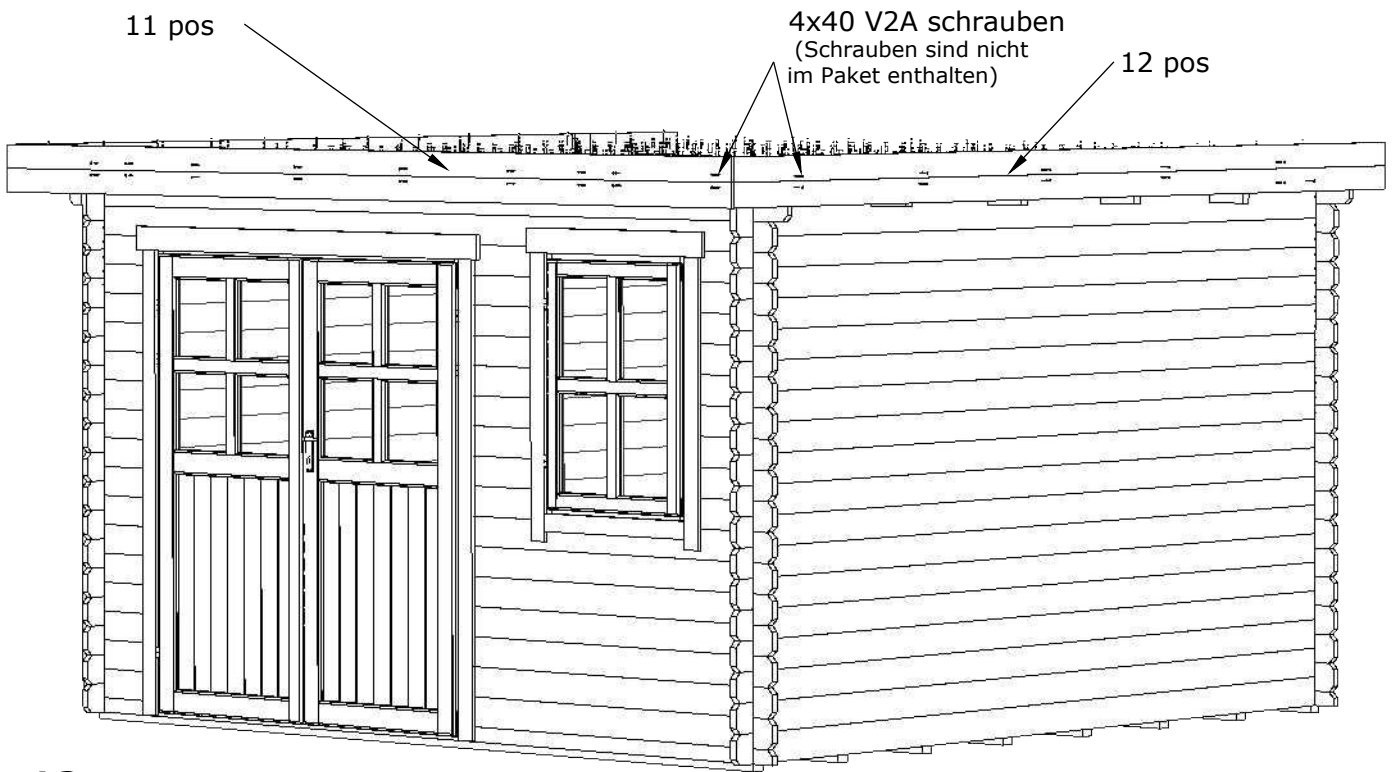 11 pos
4x40 V2A schrauben
(Schrauben sind nicht
im Paket enthalten)
12 pos